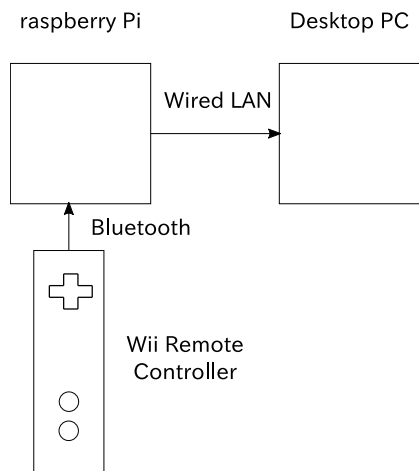 raspberry Pi
Desktop PC
Wired LAN
Bluetooth
Wii Remote
Controller